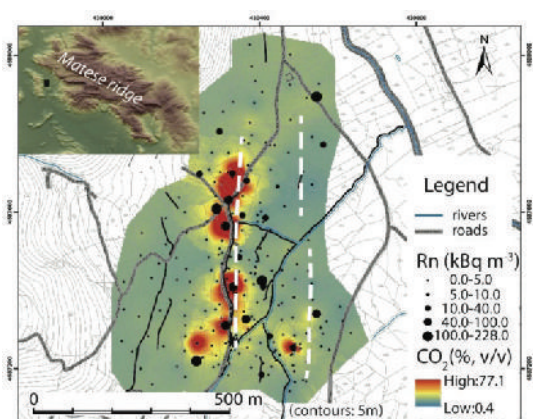 Matese ridge
N
Legend
rivers
roads
Rn (kBq m⁻³)
0.0-5.0
5.0-10.0
10.0-40.0
40.0-100.0
100.0-228.0
CO₂(%, v/v)
High:77.1
Low:0.4
0
500 m
(contours: 5m)